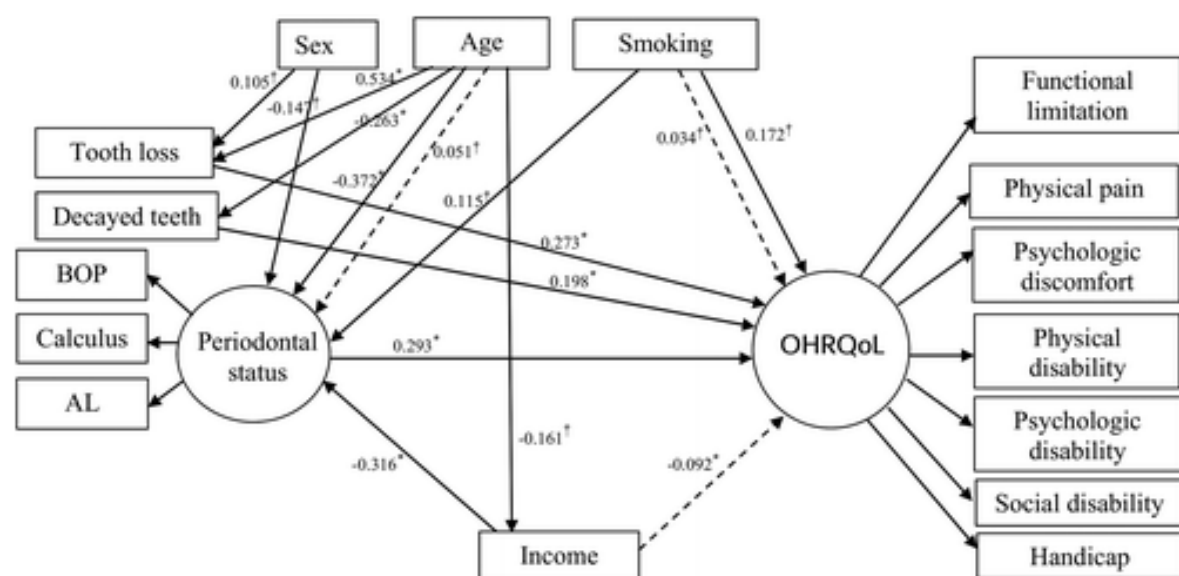 Sex
Age
Smoking
0.105†
0.534*
-0.147†
-0.263*
0.051†
0.034†
0.172†
Functional
limitation
Tooth loss
-0.372*
0.115†
Physical pain
Decayed teeth
0.273*
0.198*
Psychologic
discomfort
BOP
Calculus
AL
Periodontal
status
0.293*
OHRQoL
Physical
disability
Psychologic
disability
-0.161†
-0.316*
-0.092*
Social disability
Income
Handicap